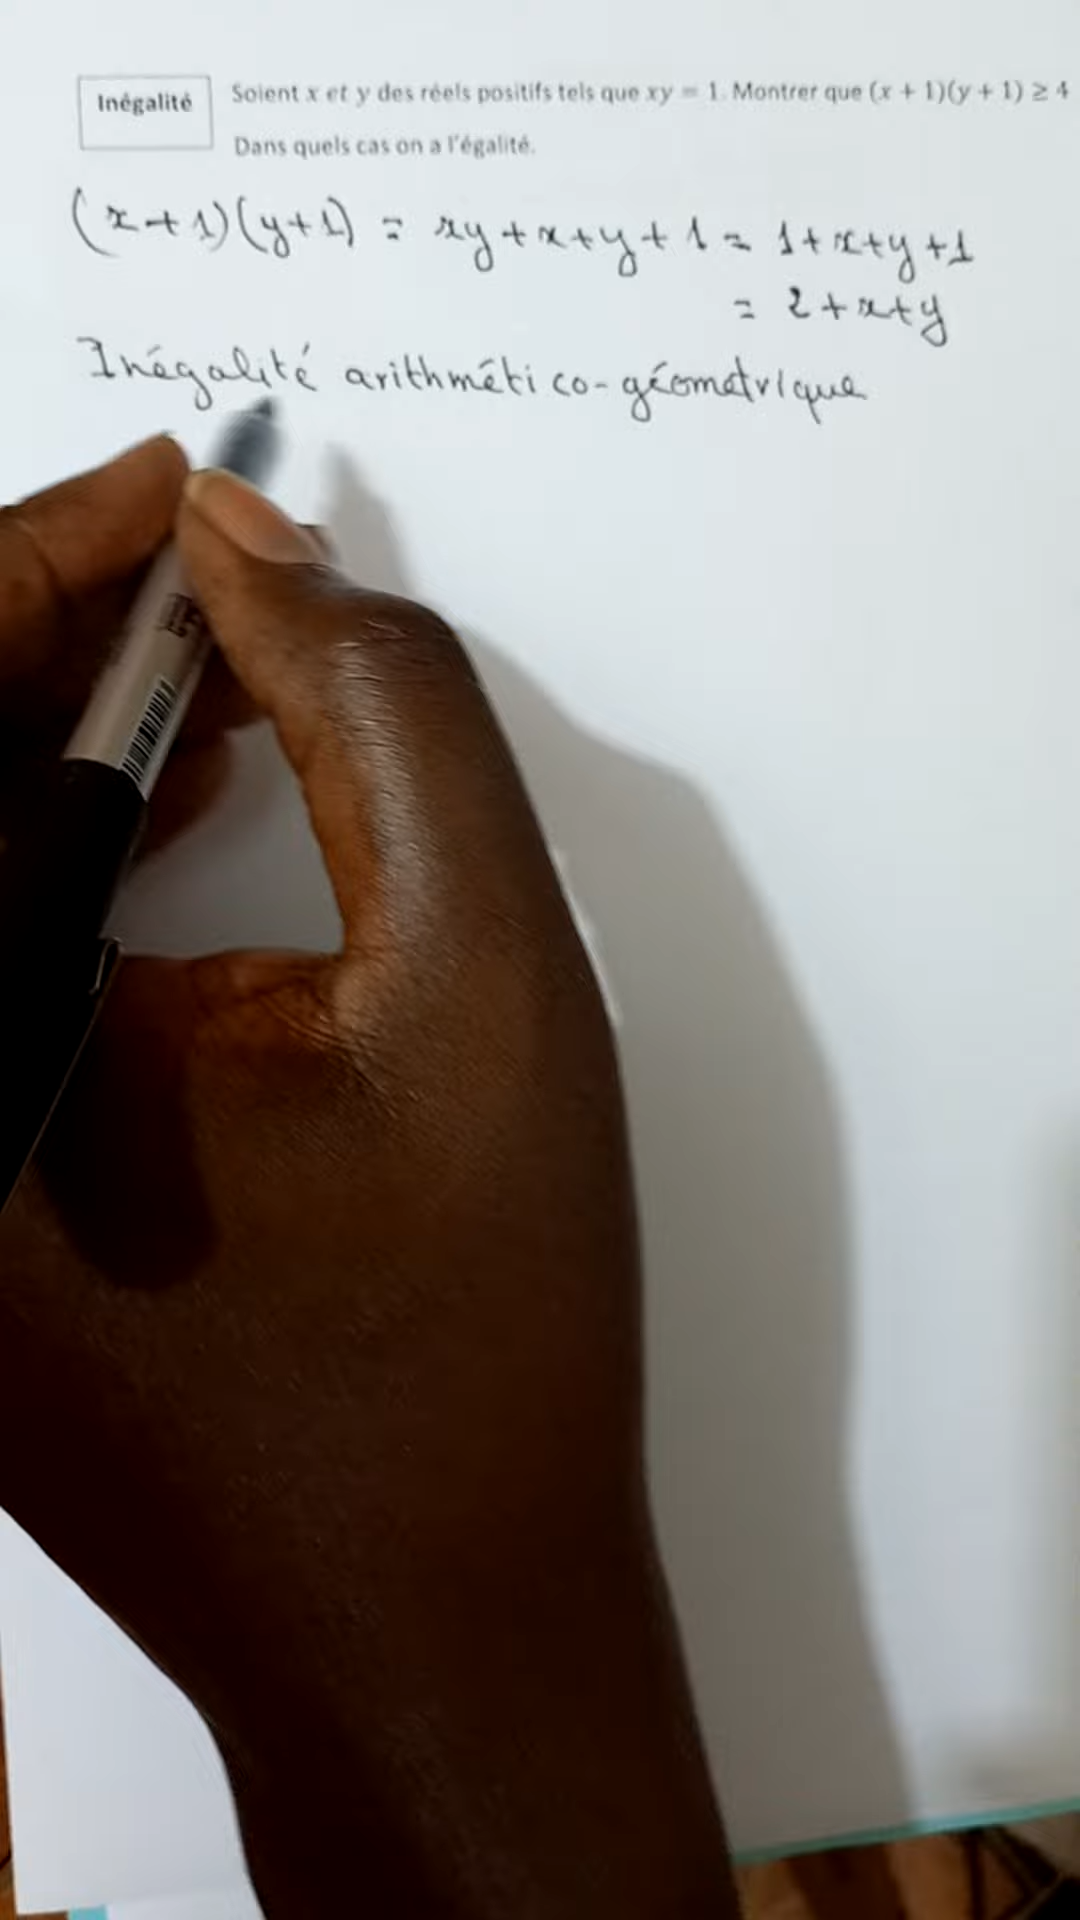 Inégalité
Soient x et y des réels positifs tels que xy = 1. Montrer que (x + 1)(y + 1) ≥ 4
Dans quels cas on a l'égalité.
(x+1)(y+1) = xy+x+y+1 = 1+x+y+1
= 2+x+y
Inégalité arithmético-géométrique